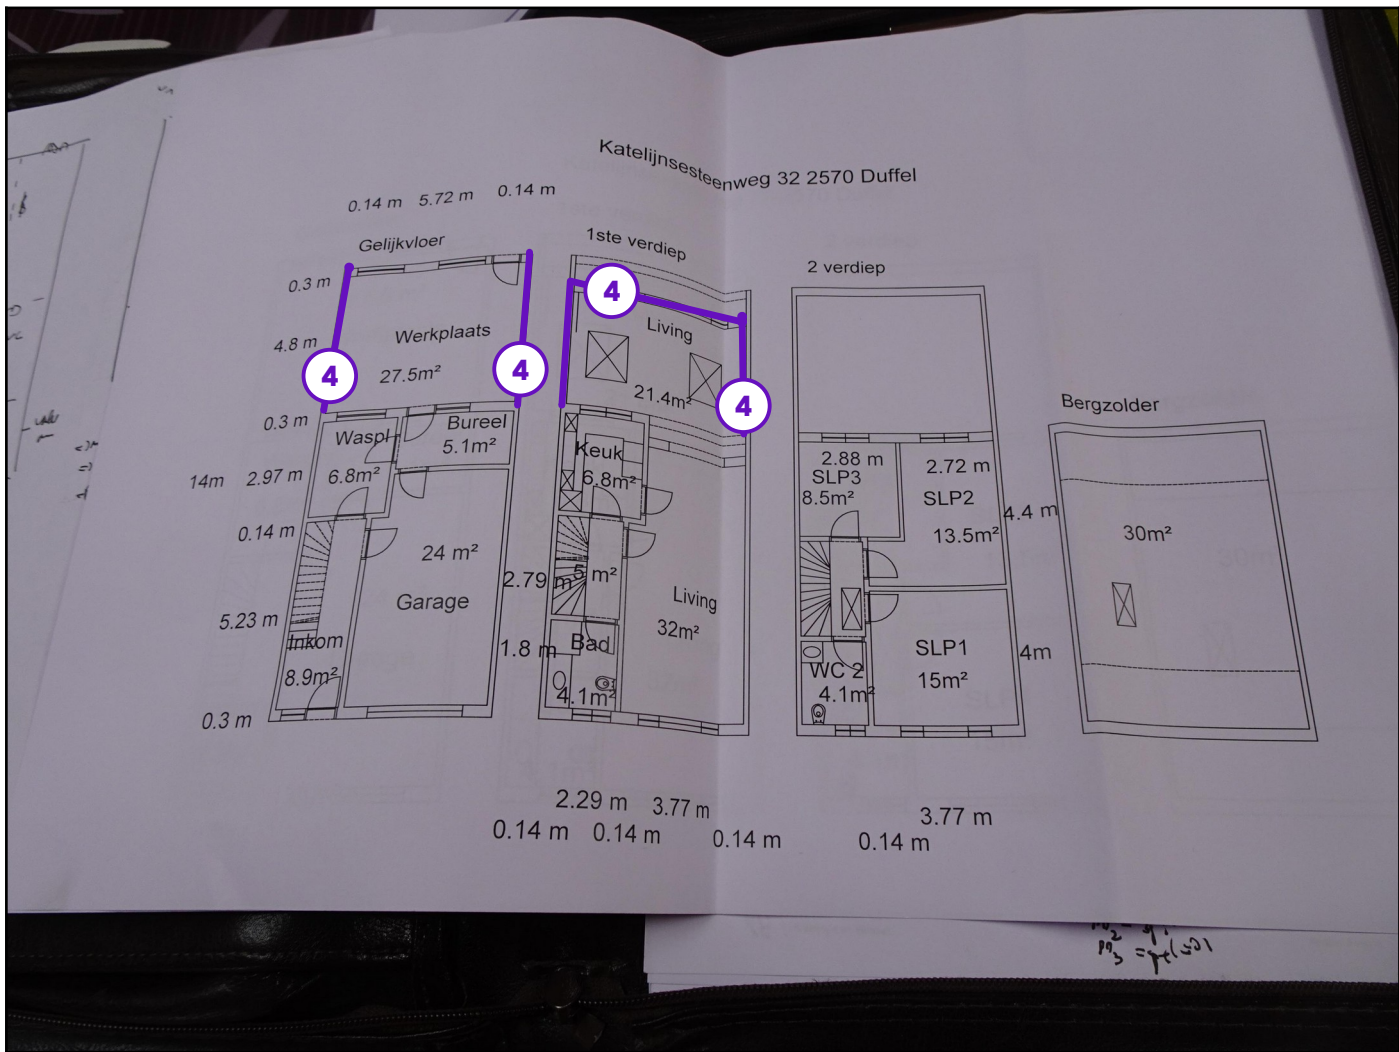 Katelijnsesteenweg 32 2570 Duffel
0.14 m 5.72 m 0.14 m
Gelijkvloer
0.3 m
4.8 m
Werkplaats
27.5m²
4
4
0.3 m
Waspl
6.8m²
Bureel
5.1m²
14m 2.97 m
0.14 m
24 m²
Garage
5.23 m
Inkom
8.9m²
0.3 m
1ste verdiep
4
Living
21.4m²
4
Keuk
6.8m²
2.79 m
5 m²
1.8 m
Bad
4.1m²
Living
32m²
2.29 m 3.77 m
0.14 m 0.14 m 0.14 m
2 verdiep
2.88 m
SLP3
8.5m²
2.72 m
SLP2
13.5m²
4.4 m
SLP1
15m²
4m
WC 2
4.1m²
3.77 m
0.14 m
Bergzolder
30m²